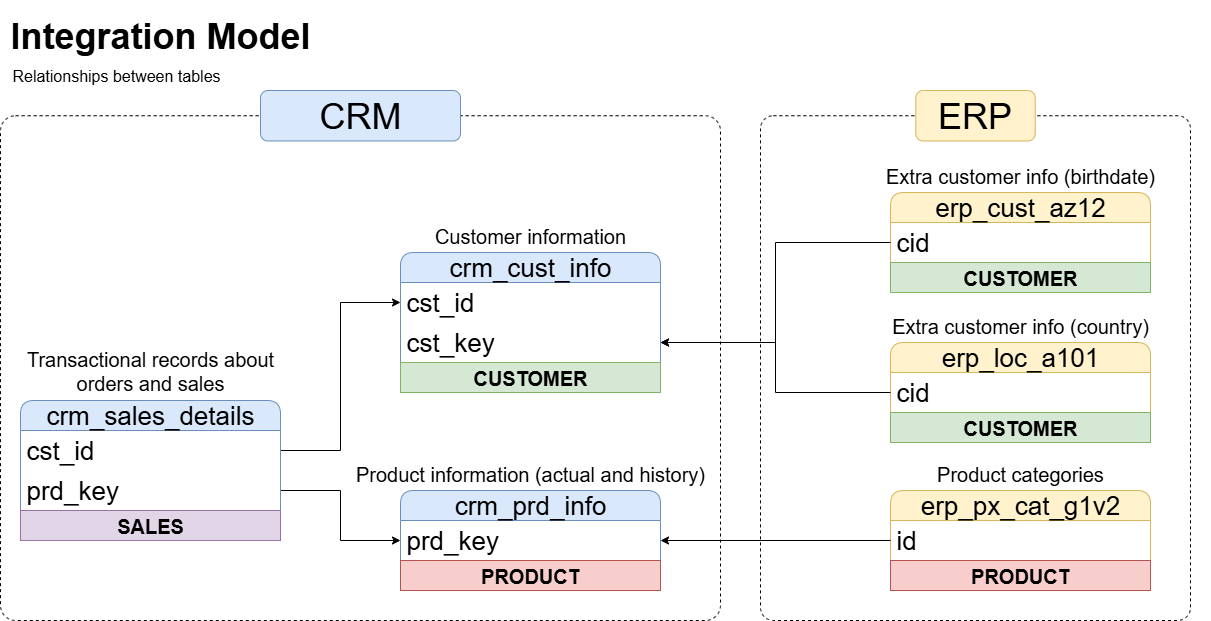 Integration Model
Relationships between tables
CRM
Transactional records about
orders and sales
crm_sales_details
cst_id
prd_key
SALES
Customer information
crm_cust_info
cst_id
cst_key
CUSTOMER
Product information (actual and history)
crm_prd_info
prd_key
PRODUCT
ERP
Extra customer info (birthdate)
erp_cust_az12
cid
CUSTOMER
Extra customer info (country)
erp_loc_a101
cid
CUSTOMER
Product categories
erp_px_cat_g1v2
id
PRODUCT